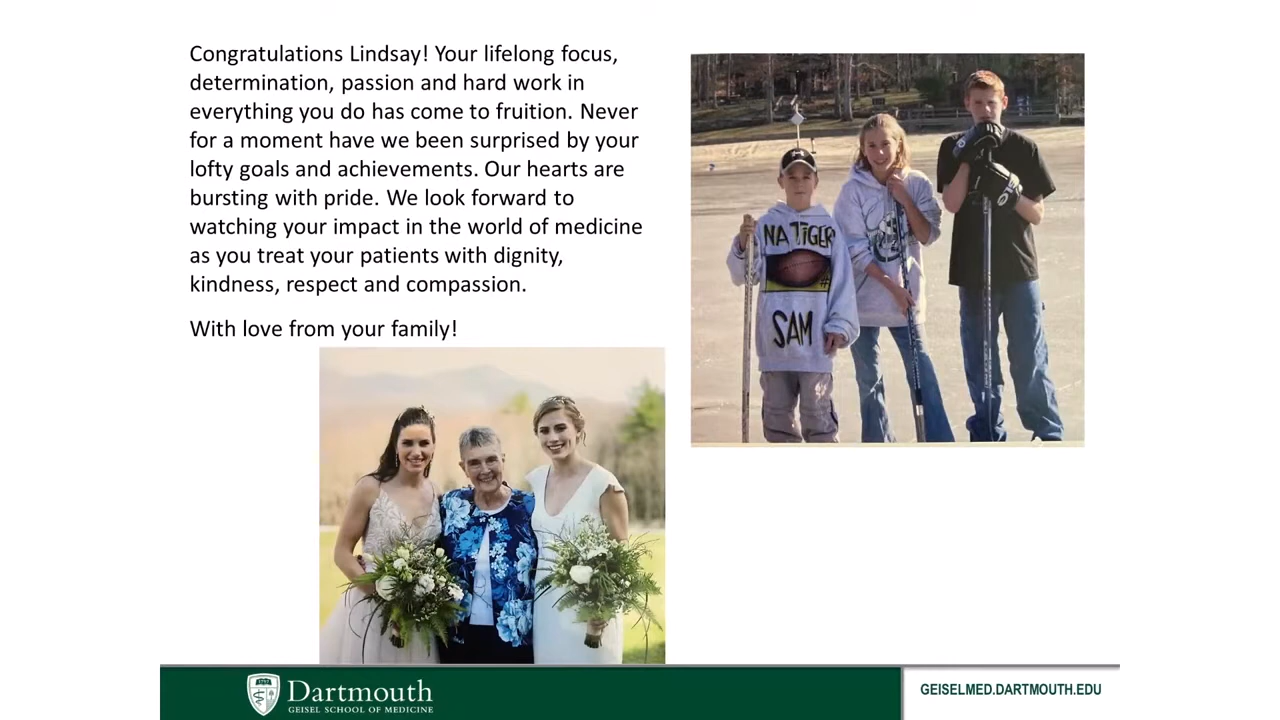 Congratulations Lindsay! Your lifelong focus,
determination, passion and hard work in
everything you do has come to fruition. Never
for a moment have we been surprised by your
lofty goals and achievements. Our hearts are
bursting with pride. We look forward to
watching your impact in the world of medicine
as you treat your patients with dignity,
kindness, respect and compassion.
With love from your family!
NA TIGER
#
SAM
Dartmouth
GEISEL SCHOOL OF MEDICINE
GEISELMED.DARTMOUTH.EDU